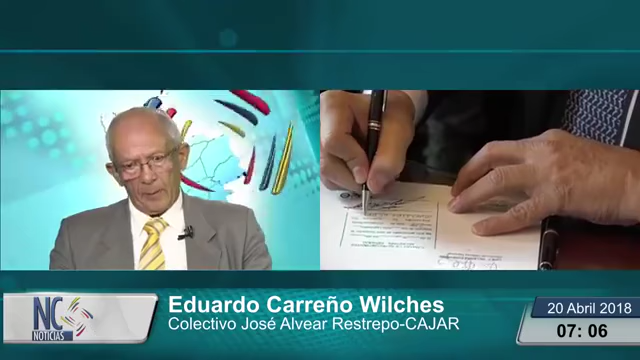 NC
NOTICIAS
Eduardo Carreño Wilches
Colectivo José Alvear Restrepo-CAJAR
20 Abril 2018
07: 06